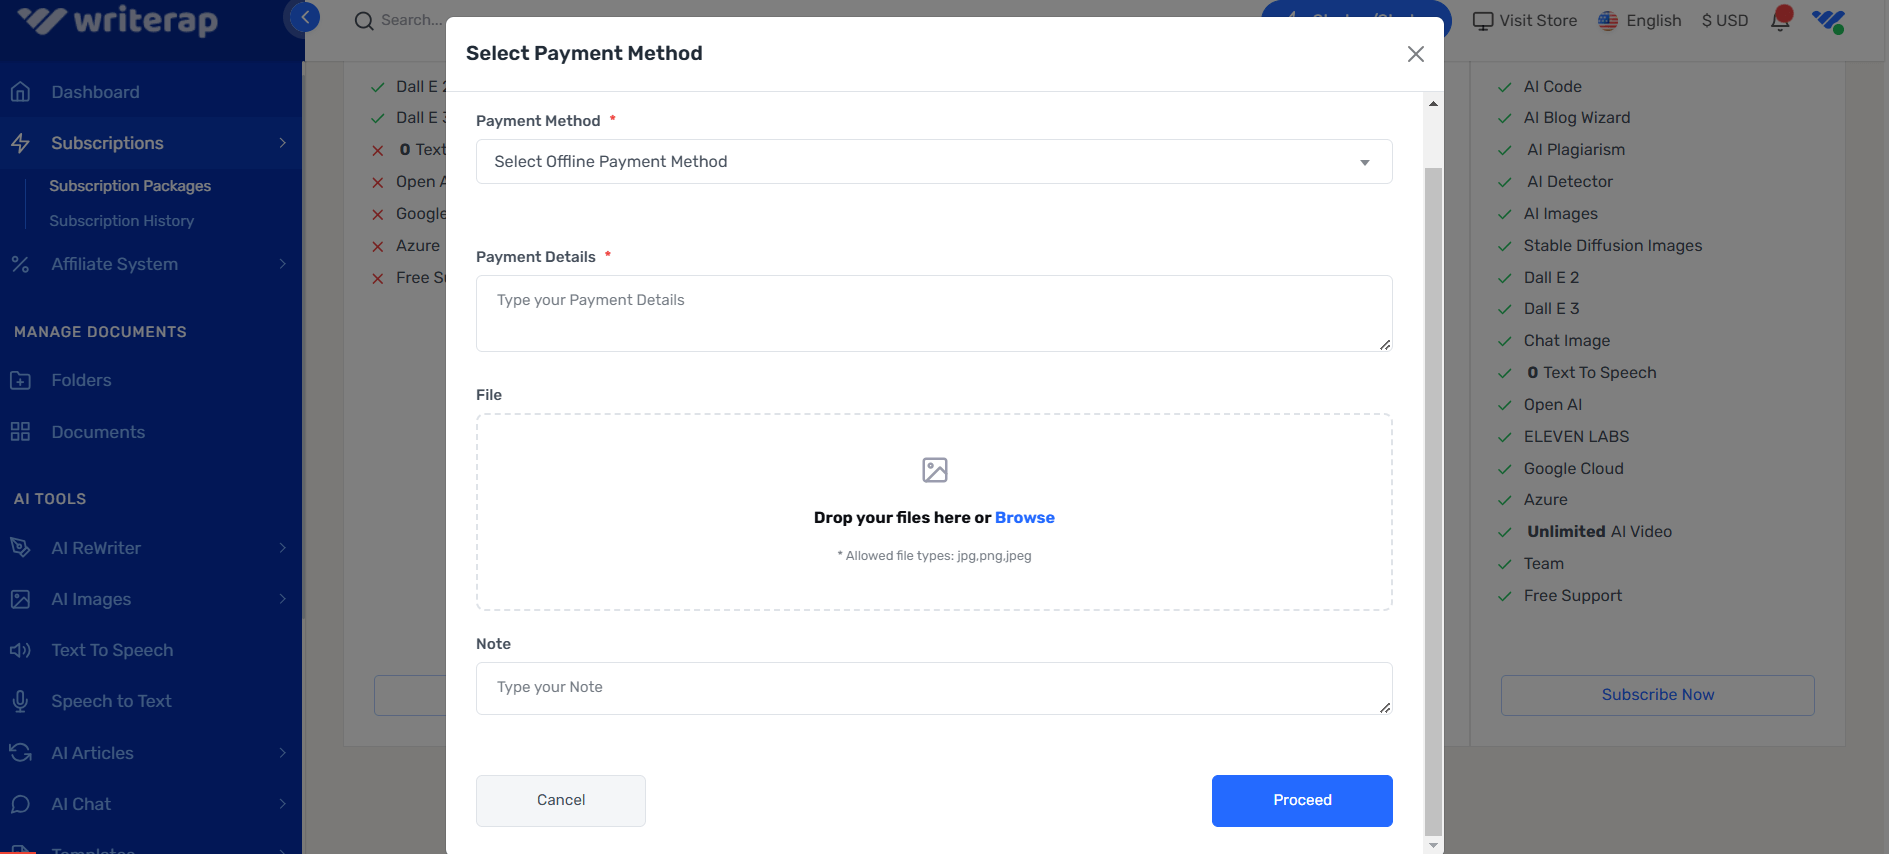 writerap
Search...
Visit Store
English
$ USD
Dashboard
Subscriptions
Subscription Packages
Subscription History
Affiliate System
MANAGE DOCUMENTS
Folders
Documents
AI TOOLS
AI ReWriter
AI Images
Text To Speech
Speech to Text
AI Articles
AI Chat
Templates
Dall E 2
Dall E 3
0 Text
Open A
Google
Azure
Free Su
Select Payment Method
Payment Method *
Select Offline Payment Method
Payment Details *
Type your Payment Details
File
Drop your files here or Browse
* Allowed file types: jpg,png,jpeg
Note
Type your Note
Cancel
Proceed
AI Code
AI Blog Wizard
AI Plagiarism
AI Detector
AI Images
Stable Diffusion Images
Dall E 2
Dall E 3
Chat Image
0 Text To Speech
Open AI
ELEVEN LABS
Google Cloud
Azure
Unlimited AI Video
Team
Free Support
Subscribe Now